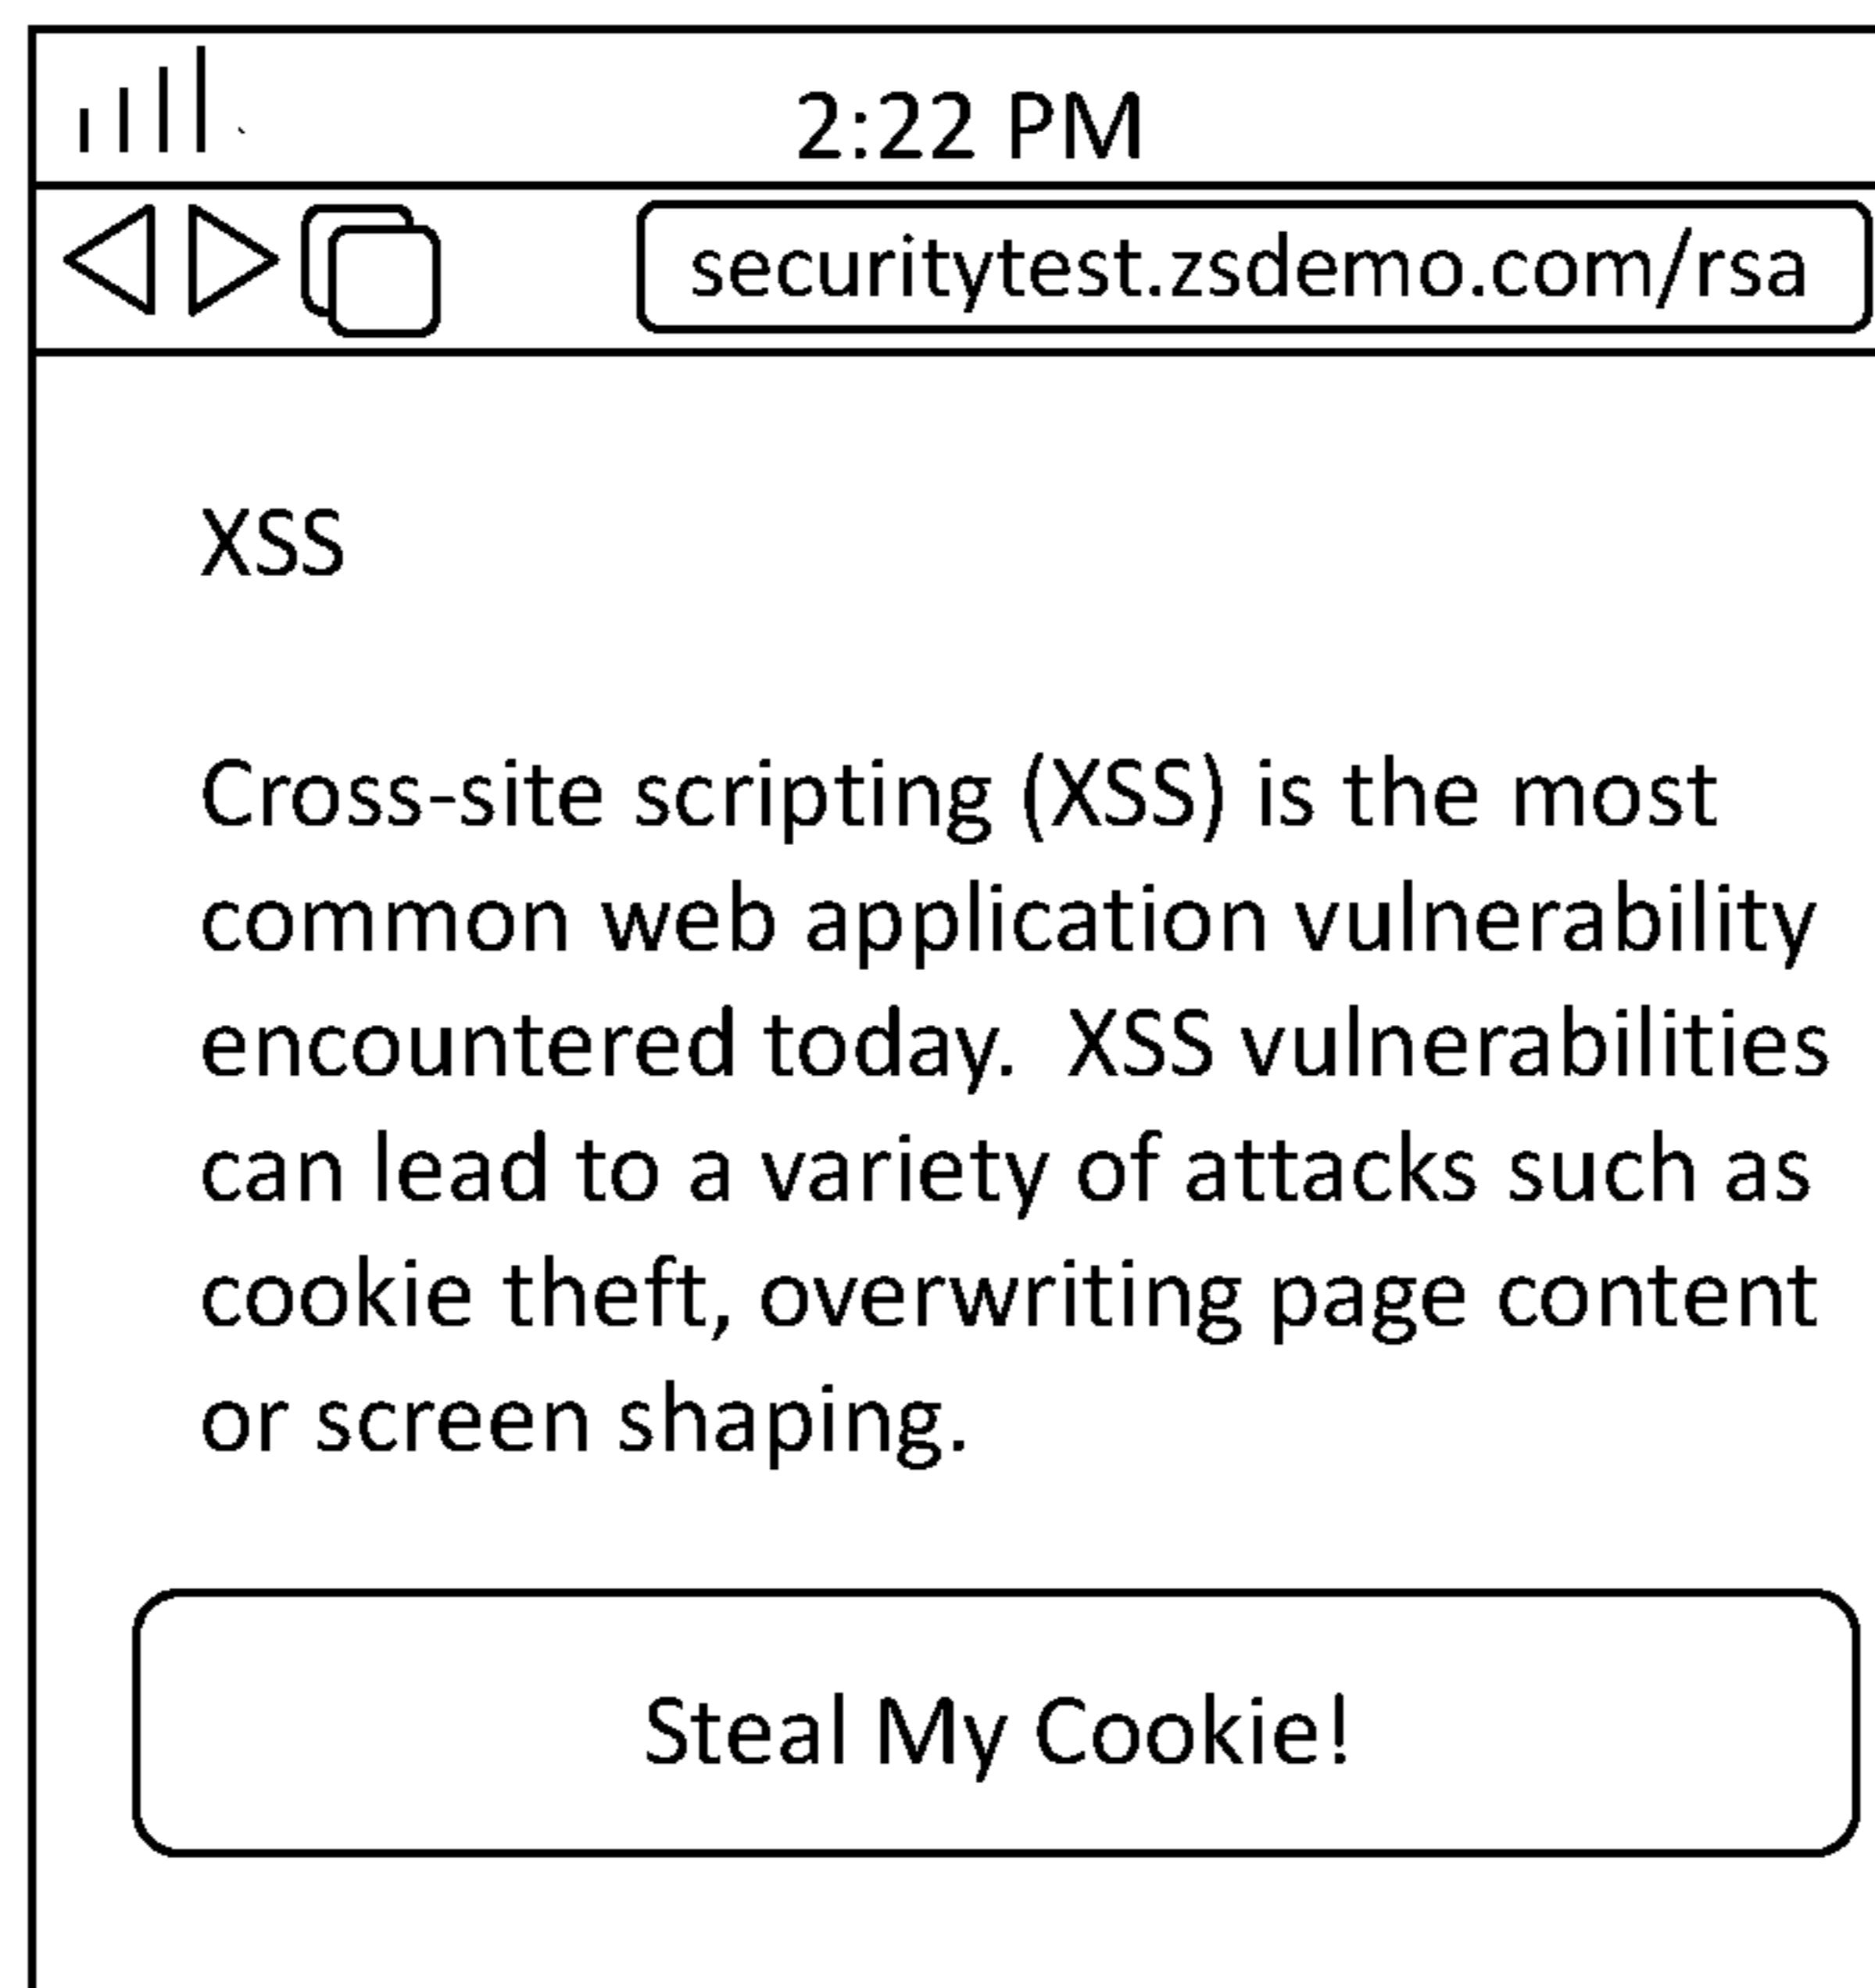 2:22 PM
securitytest.zsdemo.com/rsa
XSS
Cross-site scripting (XSS) is the most
common web application vulnerability
encountered today.  XSS vulnerabilities
can lead to a variety of attacks such as
cookie theft, overwriting page content
or screen shaping.
Steal My Cookie!